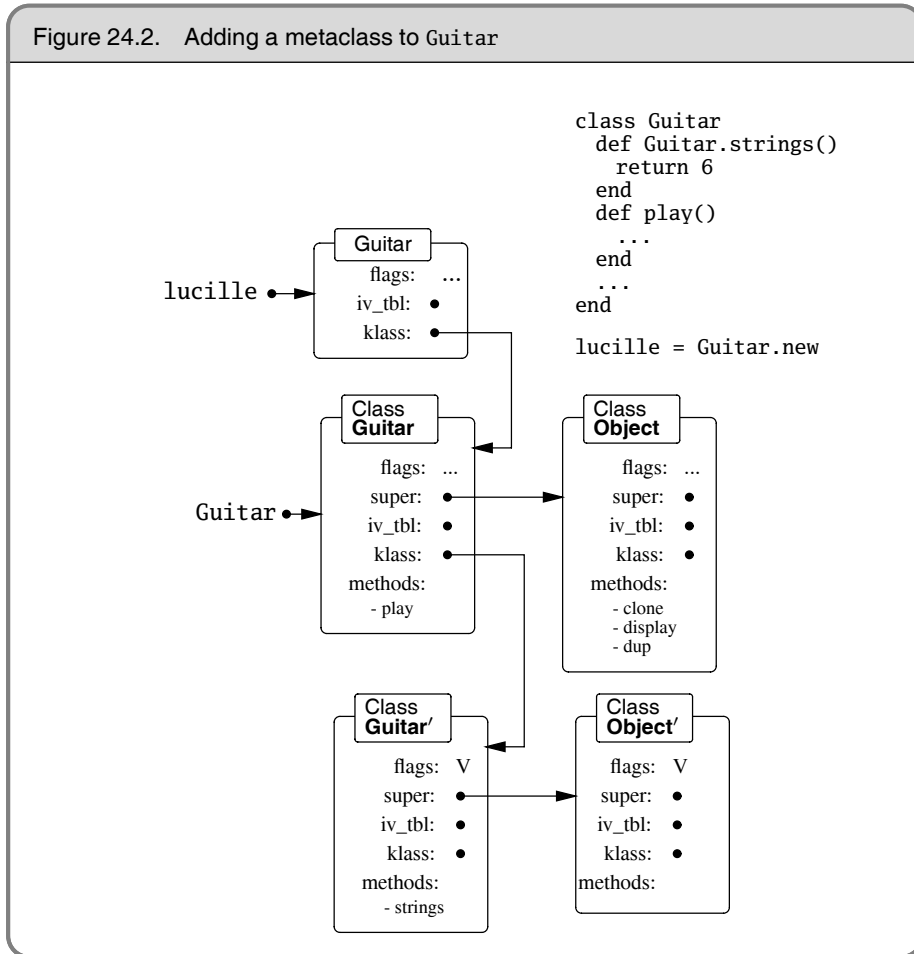 Figure 24.2. Adding a metaclass to Guitar
class Guitar
def Guitar.strings()
return 6
end
def play()
...
end
...
end
lucille = Guitar.new
lucille
Guitar
flags: ...
iv_tbl:
klass:
Guitar
Class
Guitar
flags: ...
super:
iv_tbl:
klass:
methods:
- play
Class
Object
flags: ...
super:
iv_tbl:
klass:
methods:
- clone
- display
- dup
Class
Guitar′
flags: V
super:
iv_tbl:
klass:
methods:
- strings
Class
Object′
flags: V
super:
iv_tbl:
klass:
methods: